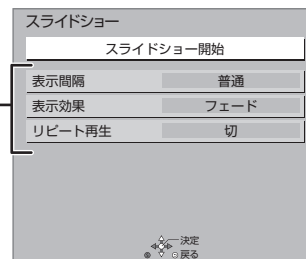 スライドショー
スライドショー開始
表示間隔 普通
表示効果 フェード
リピート再生 切
決定
戻る